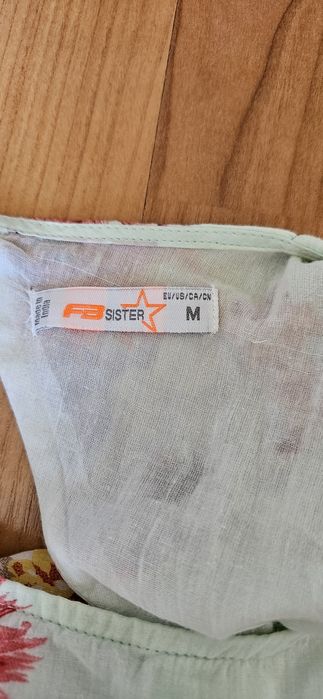 Made in
India
FB SISTER
EU/US/CA/CN
M